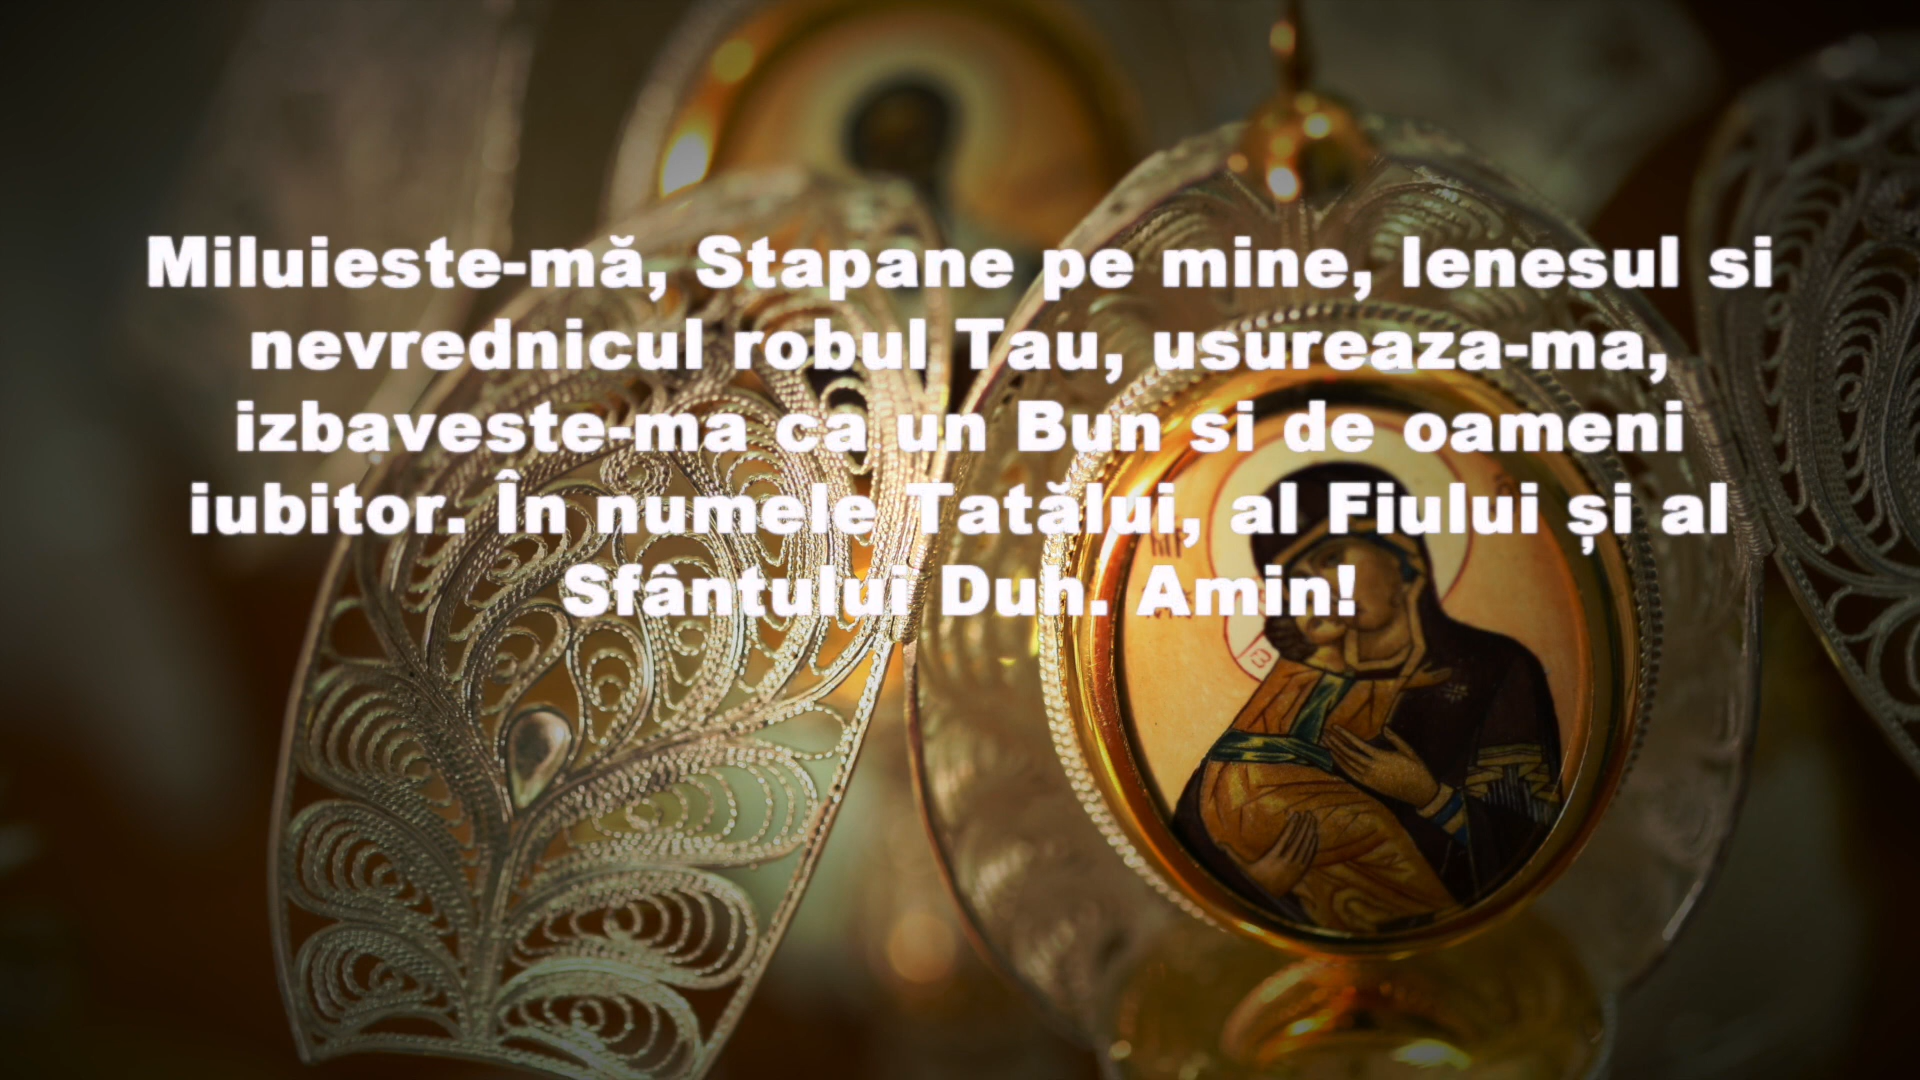 Miluieste-mă, Stapane pe mine, lenesul si
nevrednicul robul Tau, usureaza-ma,
izbaveste-ma ca un Bun si de oameni
iubitor. În numele Tatălui, al Fiului și al
Sfântului Duh. Amin!